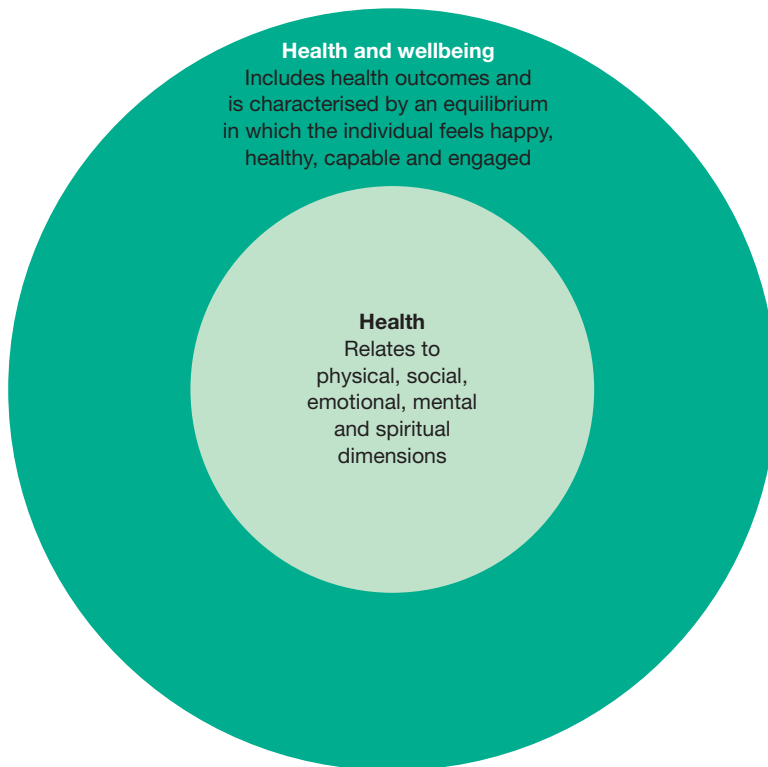 Health and wellbeing
Includes health outcomes and
is characterised by an equilibrium
in which the individual feels happy,
healthy, capable and engaged
Health
Relates to
physical, social,
emotional, mental
and spiritual
dimensions